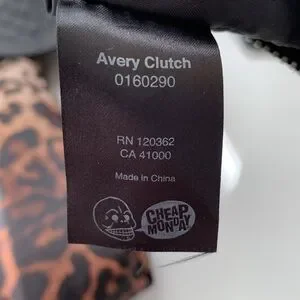 Avery Clutch
0160290
RN 120362
CA 41000
Made in China
CHEAP
MONDAY